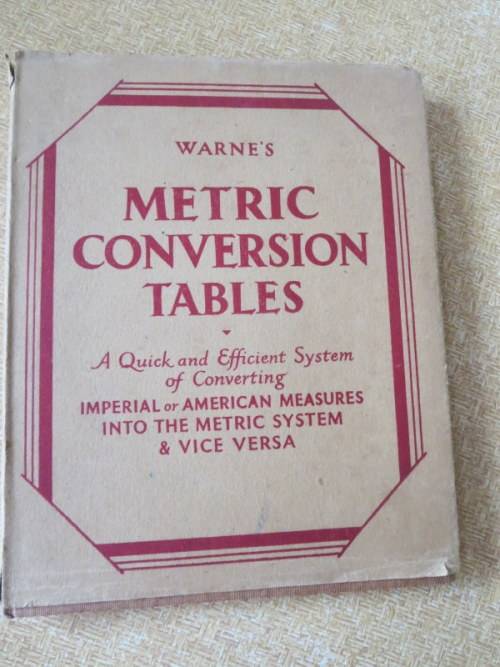 WARNE'S
METRIC
CONVERSION
TABLES
A Quick and Efficient System
of Converting
IMPERIAL or AMERICAN MEASURES
INTO THE METRIC SYSTEM
& VICE VERSA